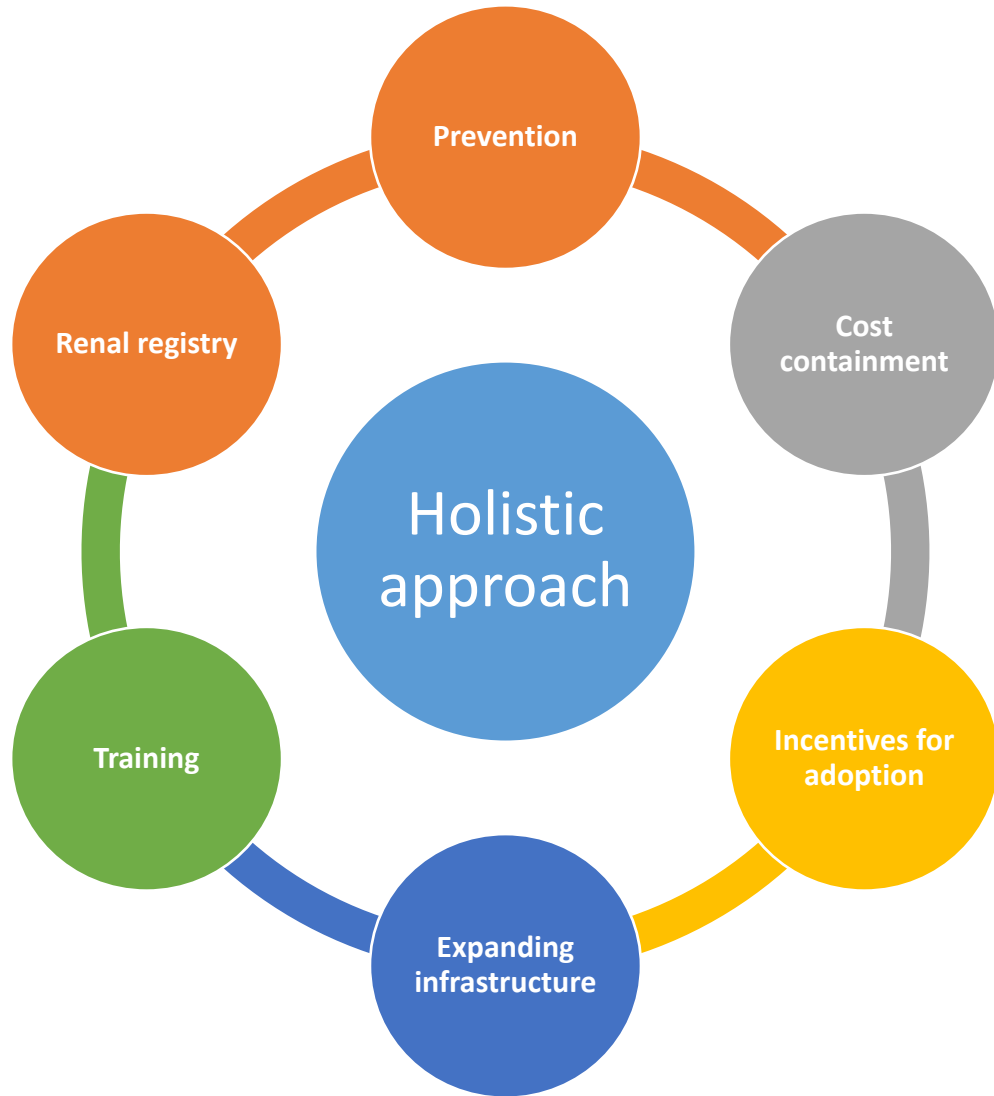 Prevention
Cost
containment
Incentives for
adoption
Expanding
infrastructure
Training
Renal registry
Holistic
approach